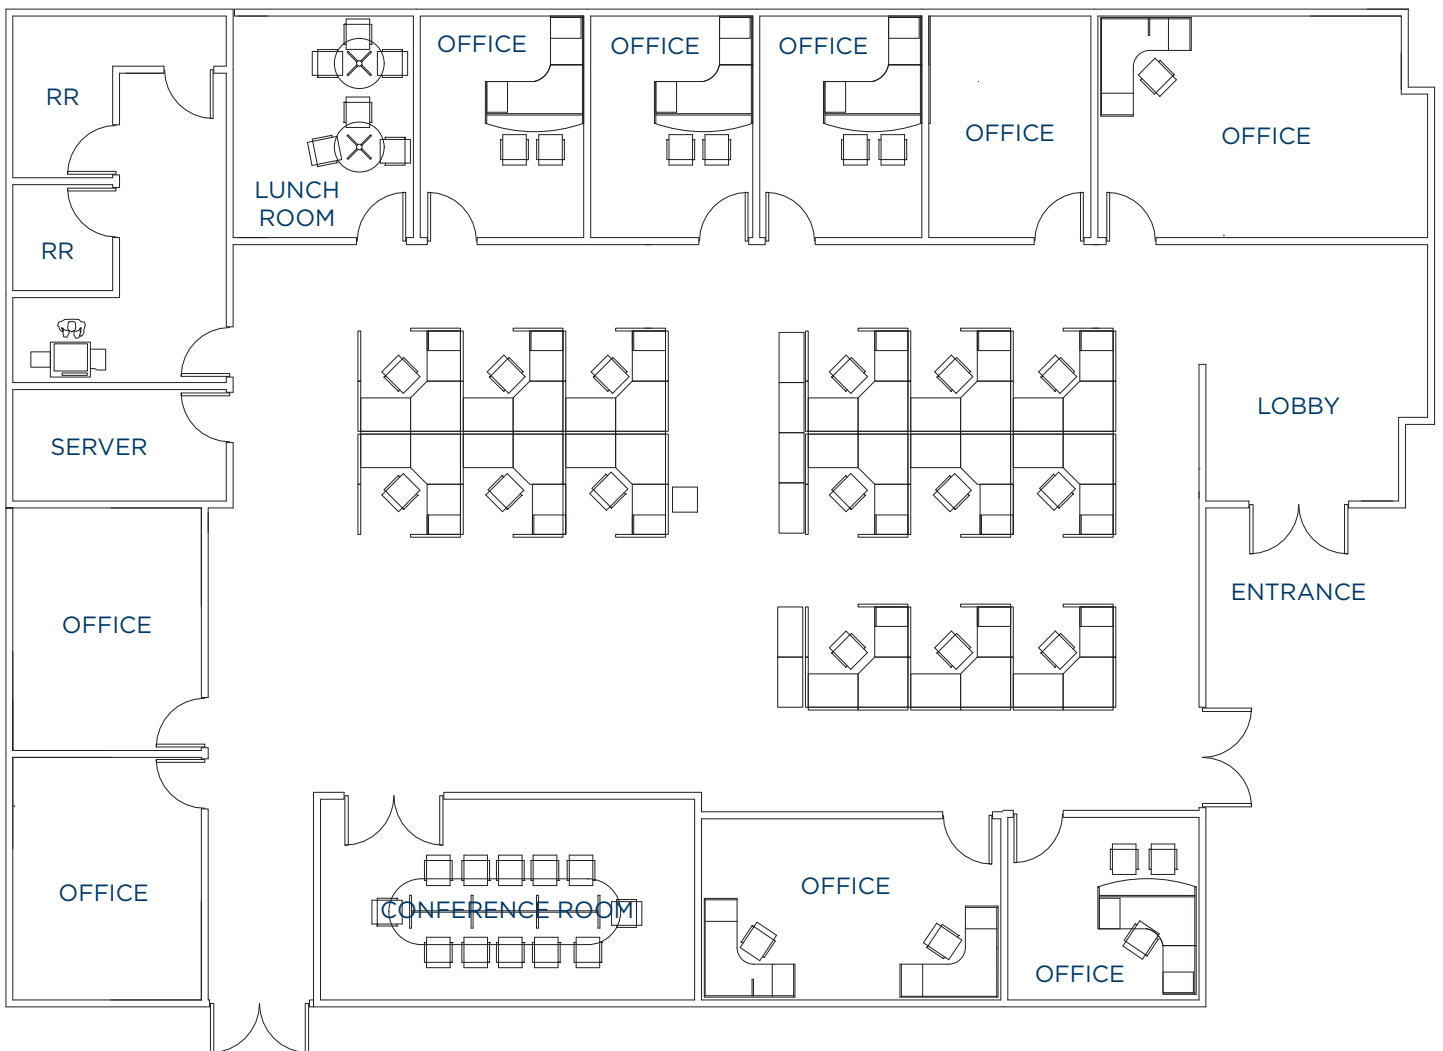 OFFICE
OFFICE
OFFICE
RR
OFFICE
OFFICE
LUNCH
ROOM
RR
LOBBY
SERVER
ENTRANCE
OFFICE
OFFICE
OFFICE
CONFERENCE ROOM
OFFICE